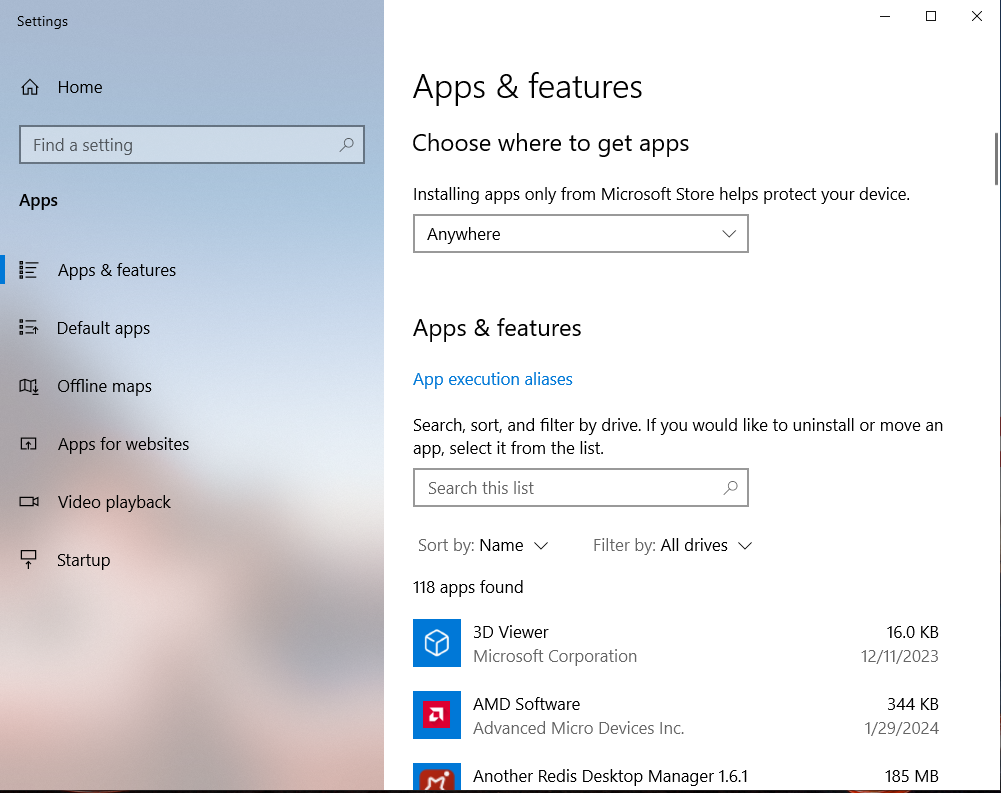 Settings
Home
Find a setting
Apps
Apps & features
Default apps
Offline maps
Apps for websites
Video playback
Startup
Apps & features
Choose where to get apps
Installing apps only from Microsoft Store helps protect your device.
Anywhere
Apps & features
App execution aliases
Search, sort, and filter by drive. If you would like to uninstall or move an
app, select it from the list.
Search this list
Sort by: Name Filter by: All drives
118 apps found
3D Viewer 16.0 KB
Microsoft Corporation 12/11/2023
AMD Software 344 KB
Advanced Micro Devices Inc. 1/29/2024
Another Redis Desktop Manager 1.6.1 185 MB